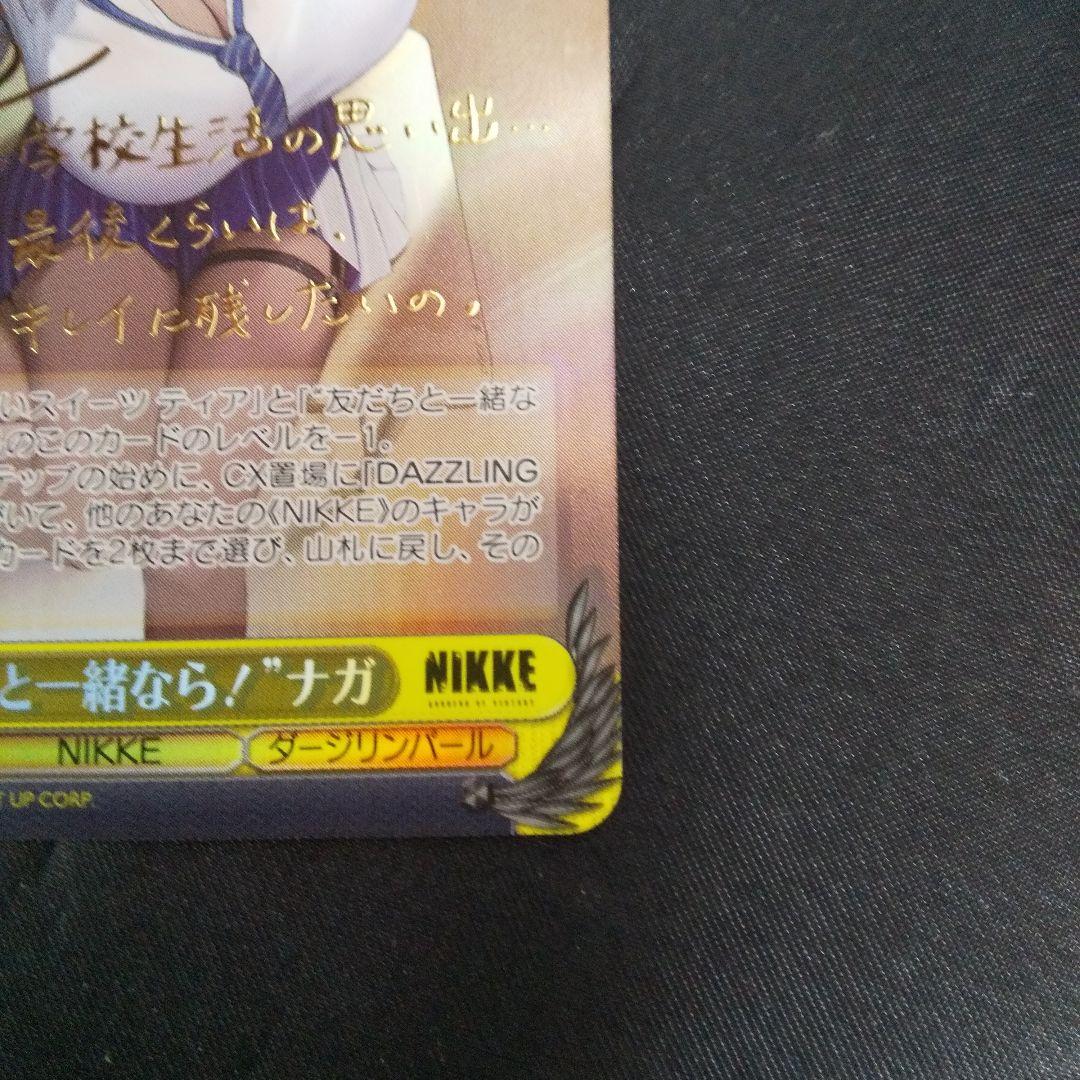 学校生活の思い出…
最後くらいは、
キレイに残したいの。
いスイーツ ティア」と「"友だちと一緒な
のこのカードのレベルを－1。
テップの始めに、CX置場に「DAZZLING
がいて、他のあなたの《NIKKE》のキャラが
カードを2枚まで選び、山札に戻し、その
と一緒なら！"ナガ
NIKKE
GODDESS OF VICTORY
NIKKE
ダージリンパール
T UP CORP.